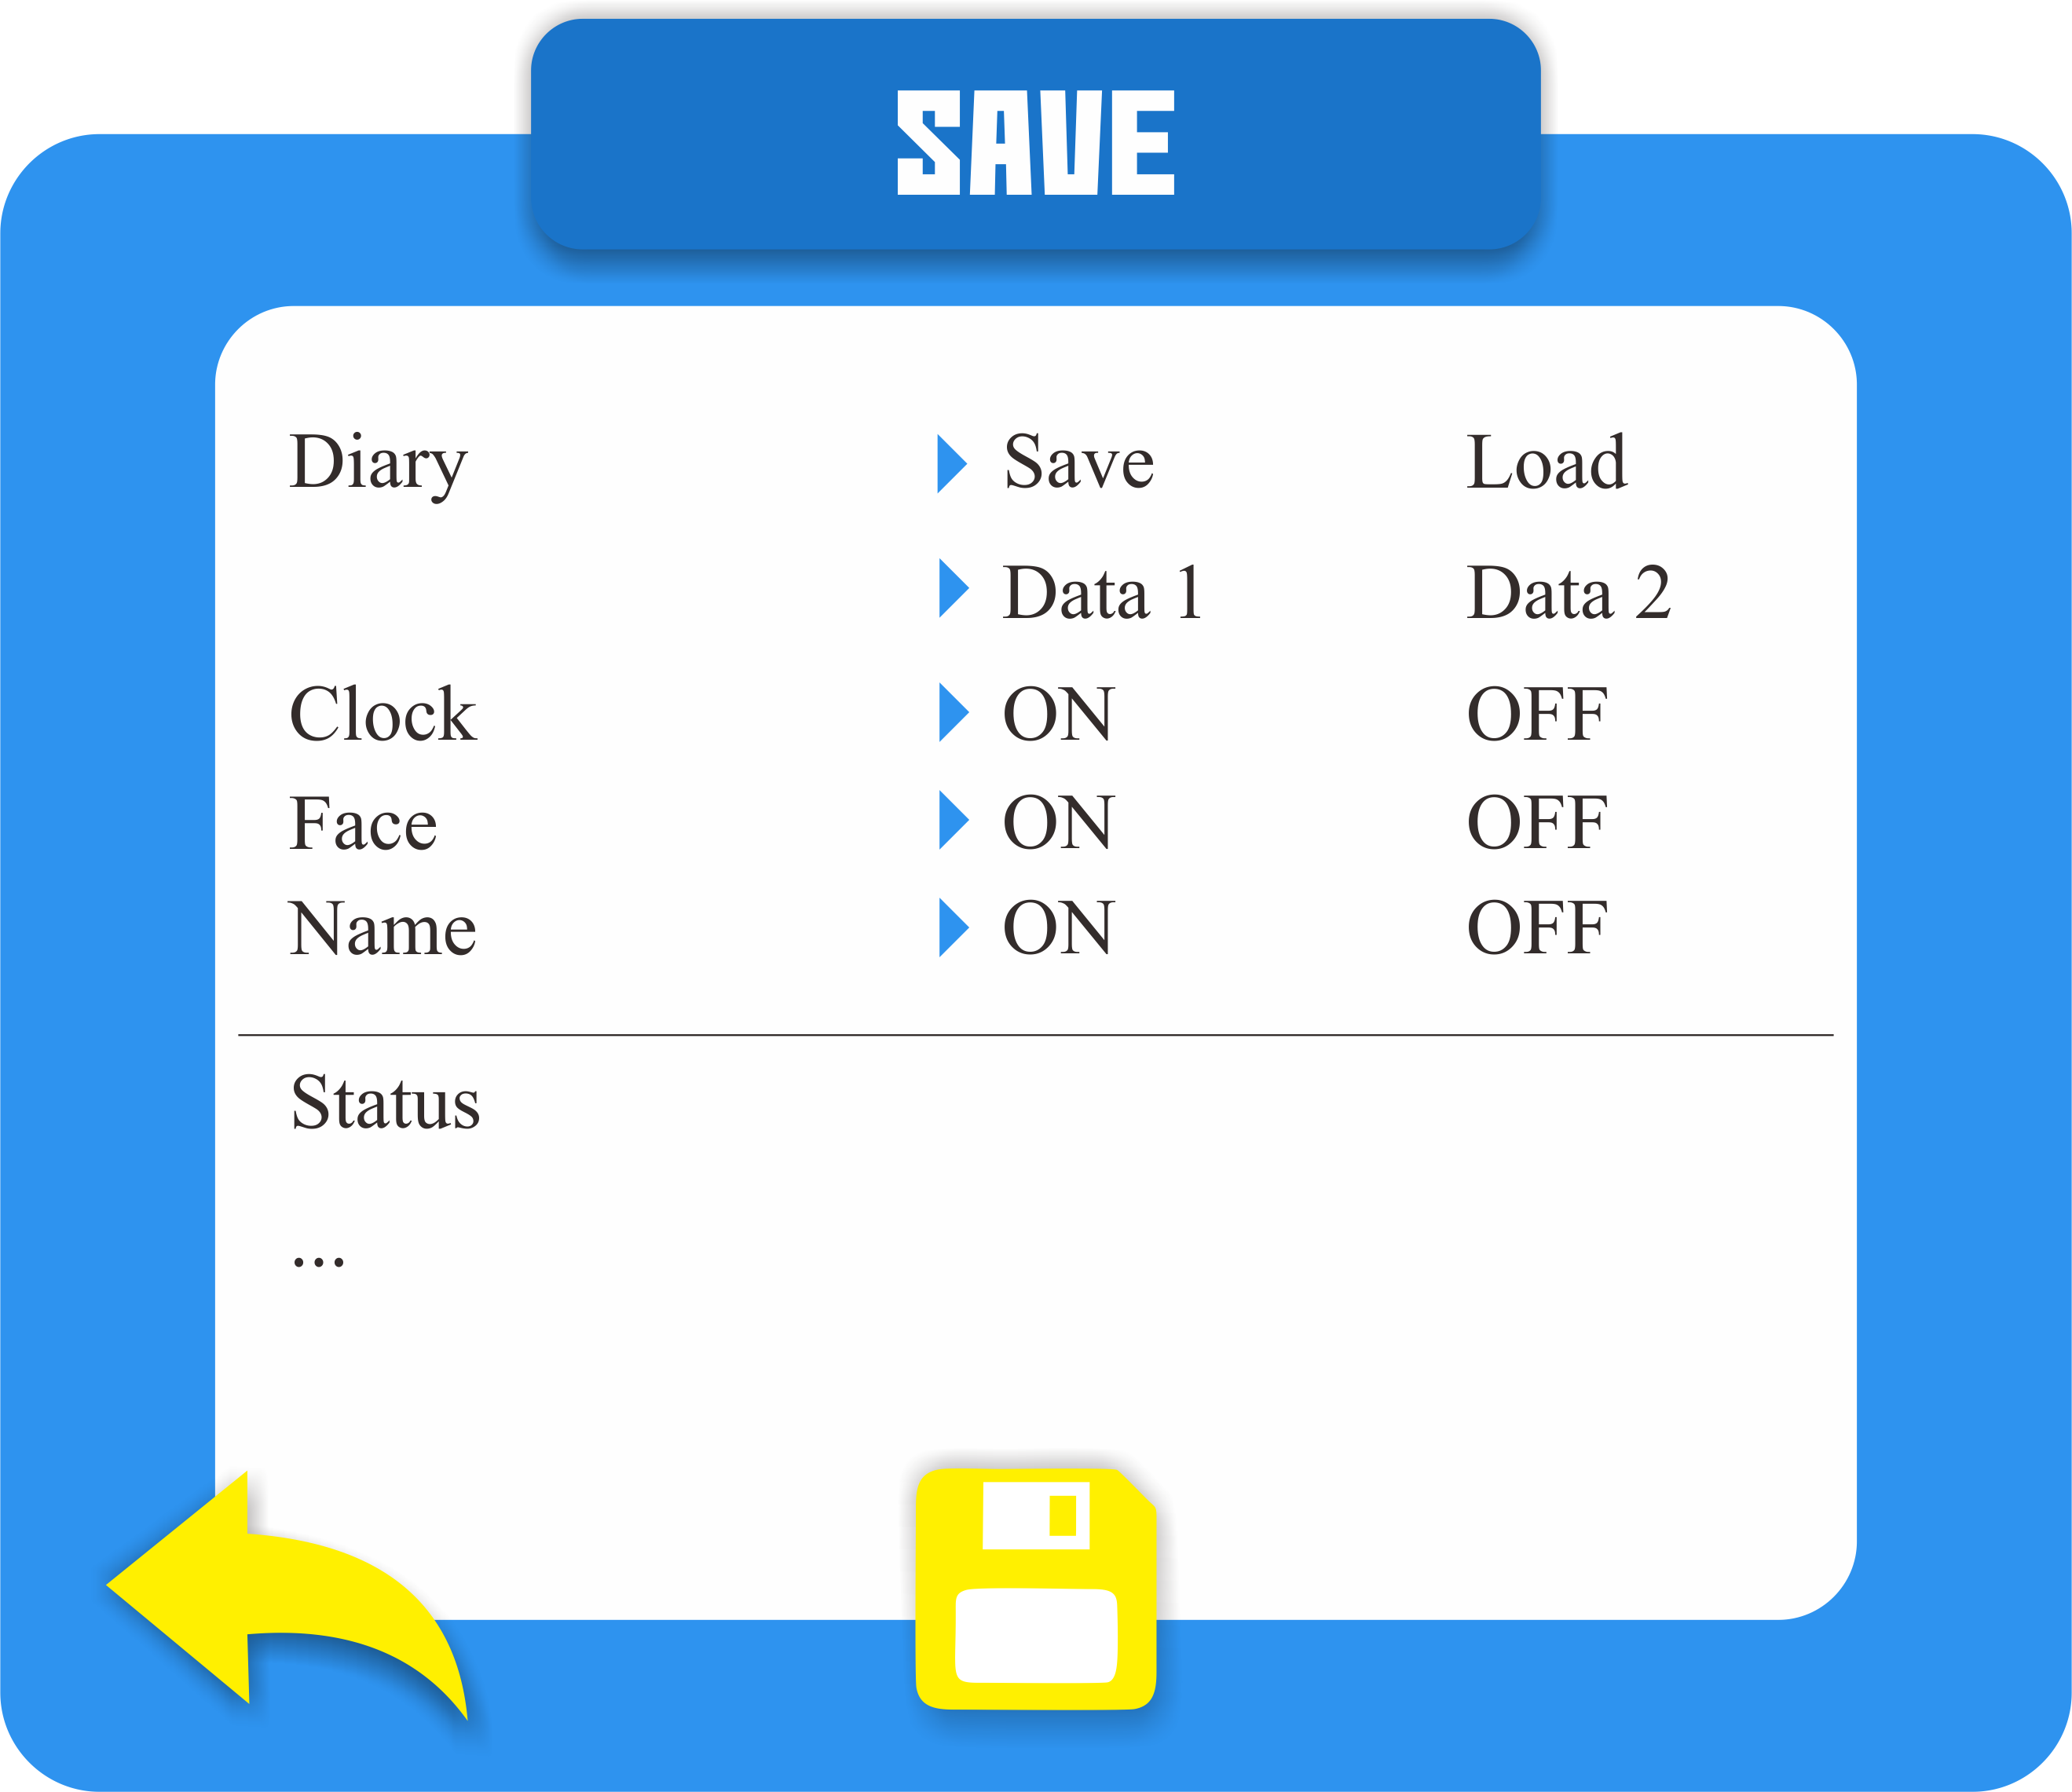 SAVE
Diary Save Load
Data 1 Data 2
Clock ON OFF
Face ON OFF
Name ON OFF
Status
...